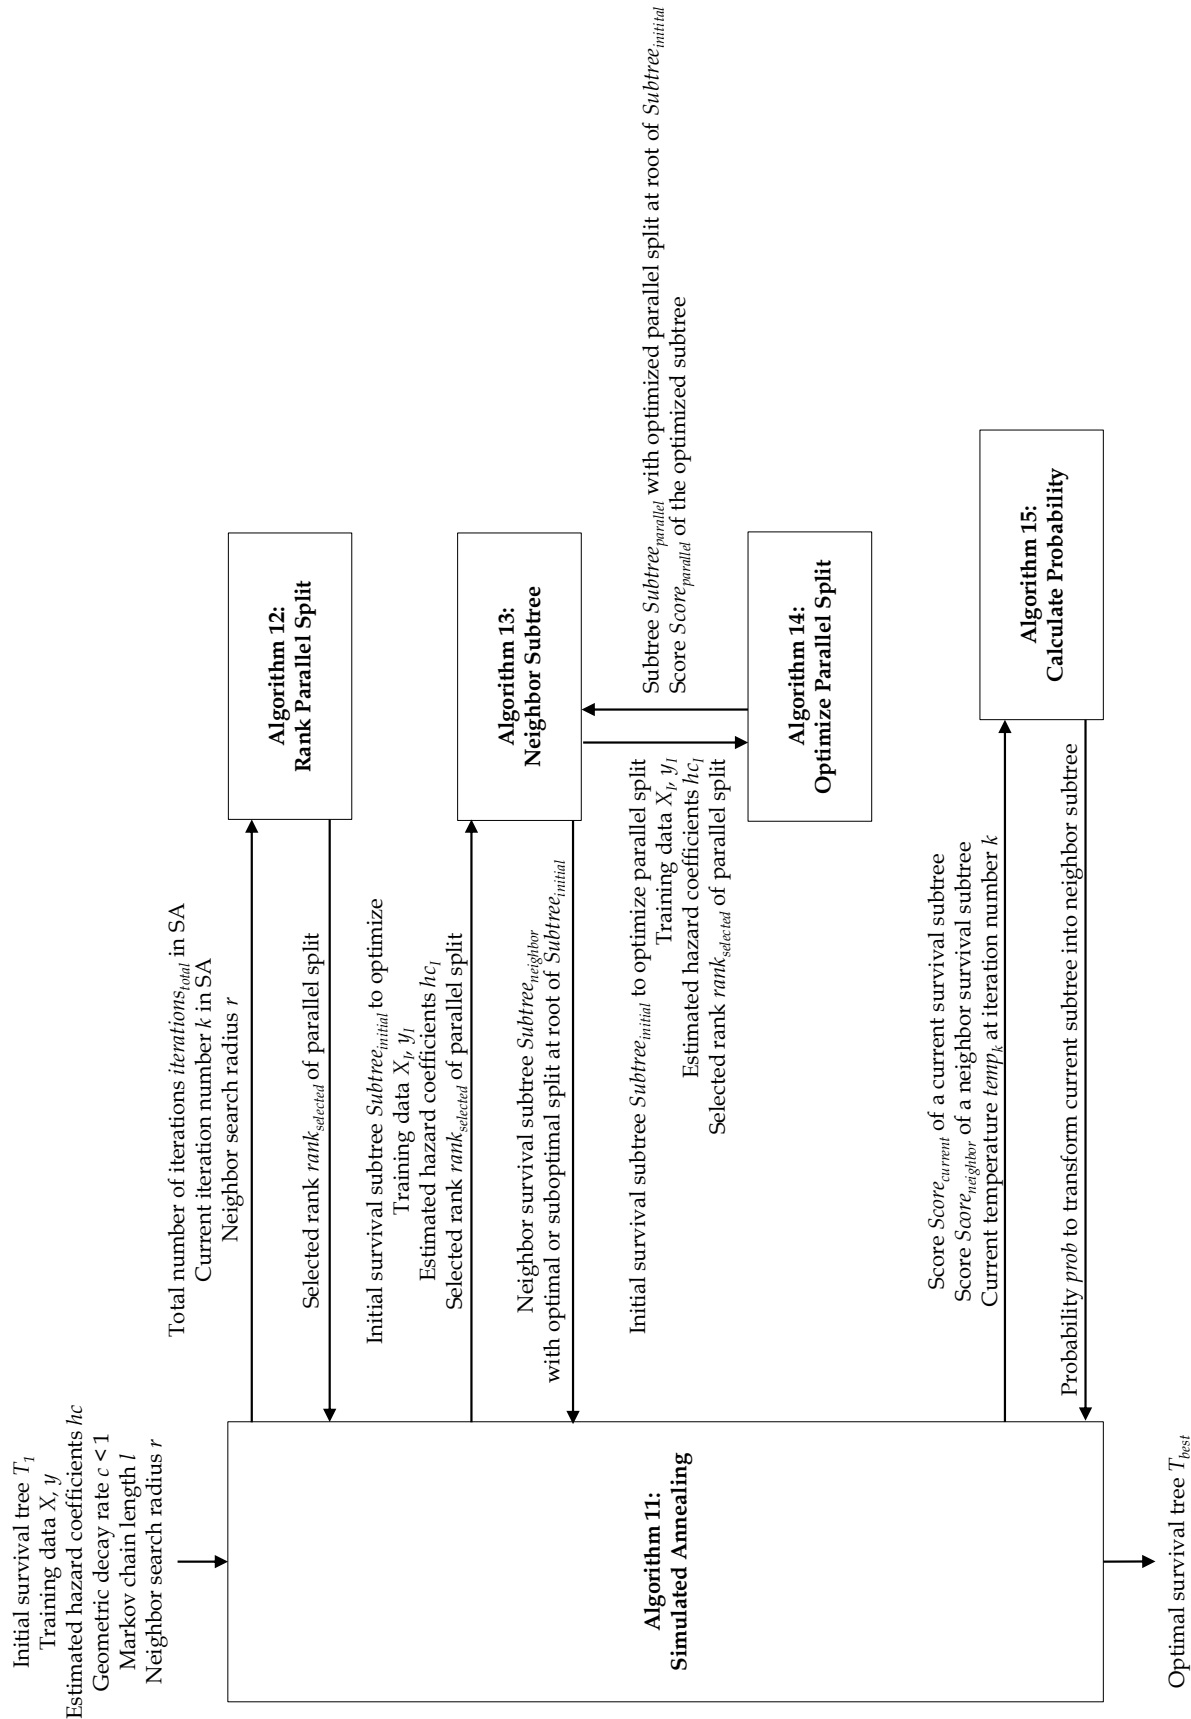 Initial survival tree T1
Training data X, y
Estimated hazard coefficients hc
Geometric decay rate c < 1
Markov chain length l
Neighbor search radius r
Algorithm 11:
Simulated Annealing
Optimal survival tree Tbest
Total number of iterations iterationstotal in SA
Current iteration number k in SA
Neighbor search radius r
Selected rank rankselected of parallel split
Algorithm 12:
Rank Parallel Split
Initial survival subtree Subtreeinitial to optimize
Training data XI, yI
Estimated hazard coefficients hcI
Selected rank rankselected of parallel split
Neighbor survival subtree Subtreeneighbor
with optimal or suboptimal split at root of Subtreeinitial
Algorithm 13:
Neighbor Subtree
Initial survival subtree Subtreeinitial to optimize parallel split
Training data XI, yI
Estimated hazard coefficients hcI
Selected rank rankselected of parallel split
Subtree Subtreeparallel with optimized parallel split at root of Subtreeinitital
Score Scoreparallel of the optimized subtree
Algorithm 14:
Optimize Parallel Split
Score Scorecurrent of a current survival subtree
Score Scoreneighbor of a neighbor survival subtree
Current temperature tempk at iteration number k
Probability prob to transform current subtree into neighbor subtree
Algorithm 15:
Calculate Probability